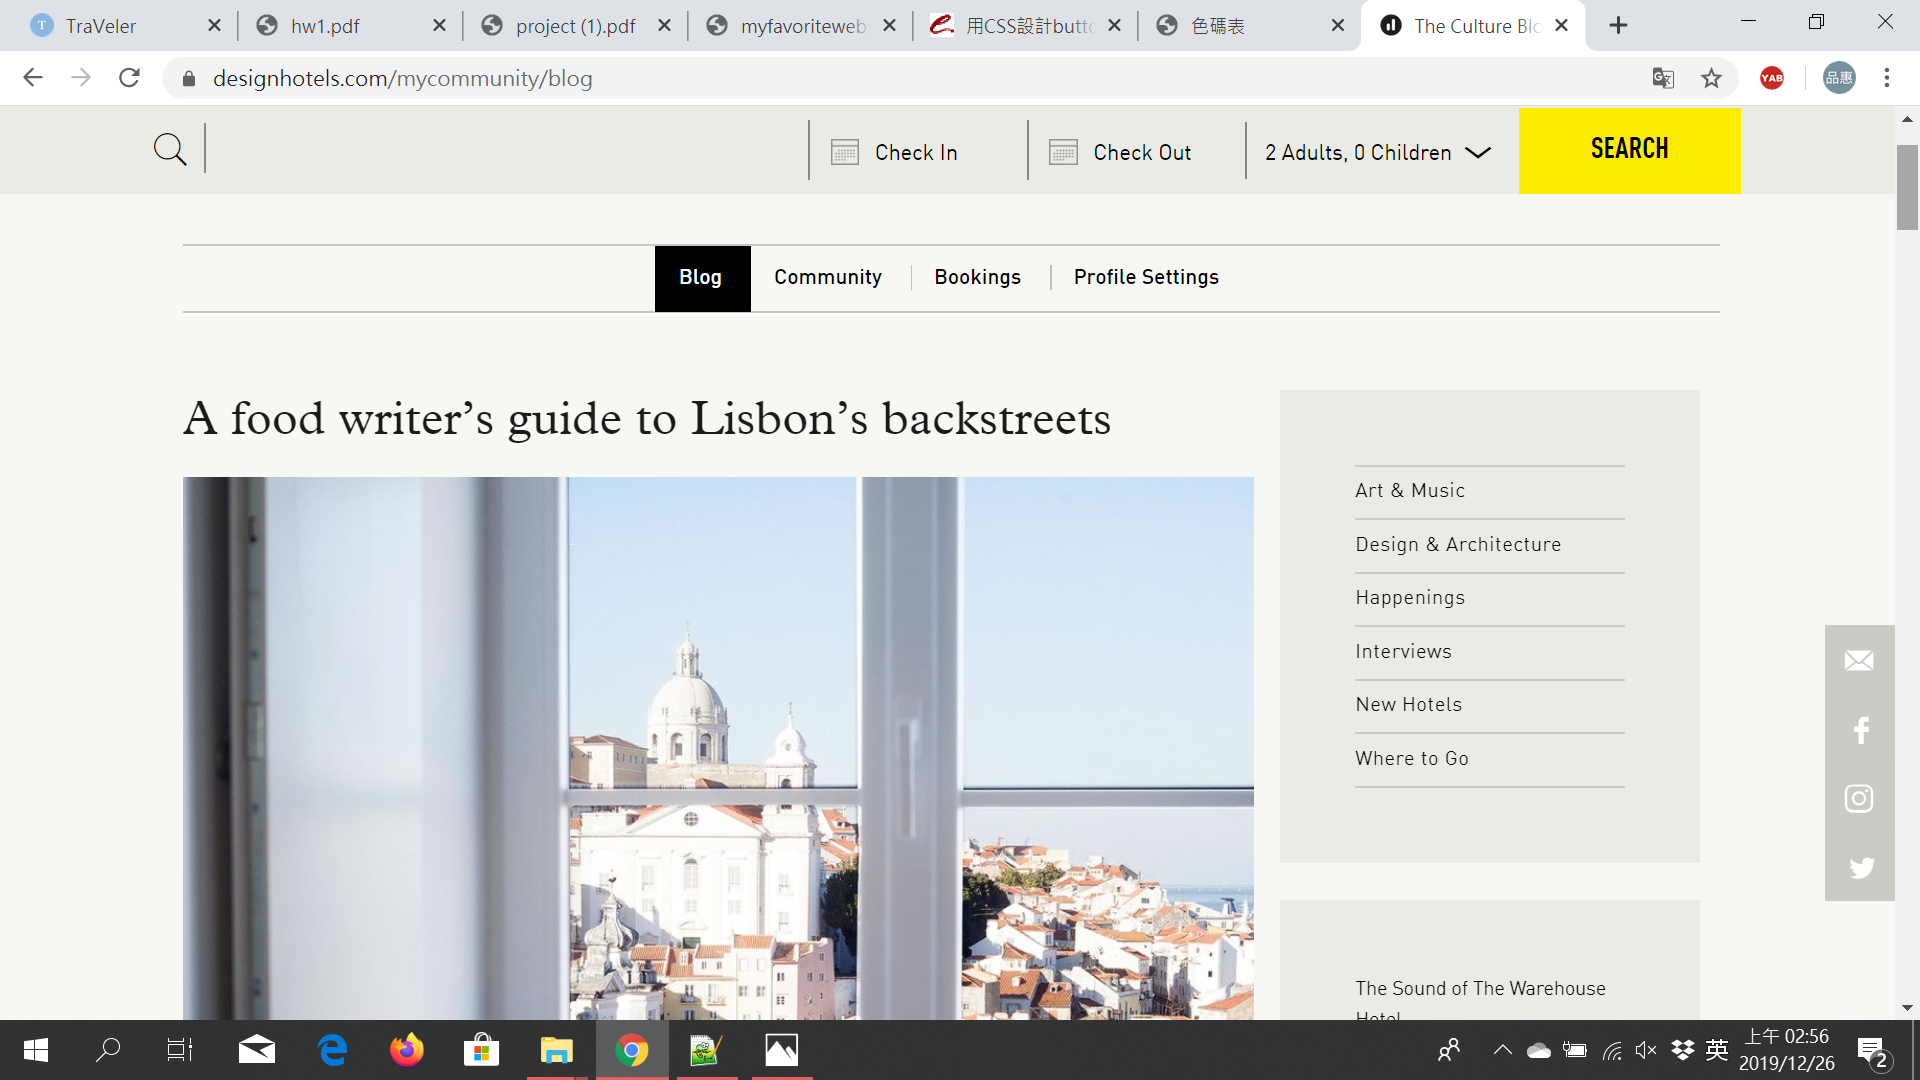 TraVeler
hw1.pdf
project (1).pdf
myfavoriteweb
用CSS設計butt
色碼表
The Culture Blo
designhotels.com/mycommunity/blog
YAB
品惠
Check In
Check Out
2 Adults, 0 Children
SEARCH
Blog
Community
Bookings
Profile Settings
A food writer’s guide to Lisbon’s backstreets
Art & Music
Design & Architecture
Happenings
Interviews
New Hotels
Where to Go
The Sound of The Warehouse
Hotel
英
上午 02:56
2019/12/26
2